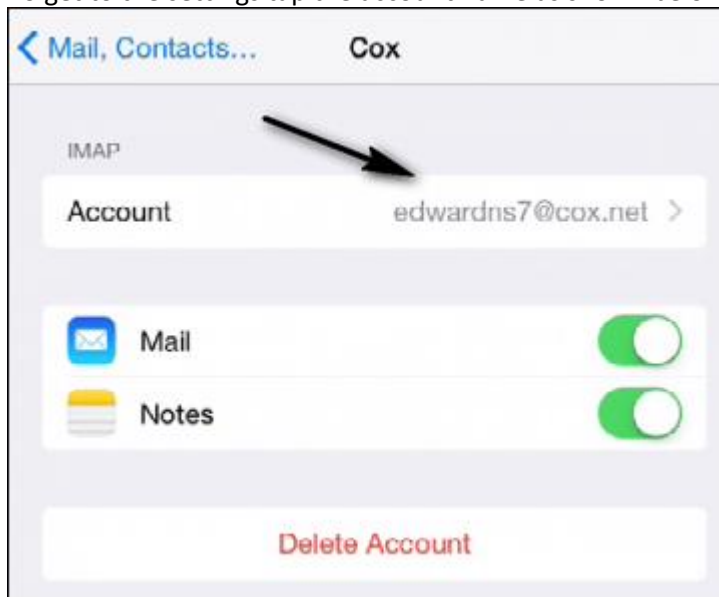 Mail, Contacts... Cox
IMAP
Account edwardns7@cox.net
Mail
Notes
Delete Account